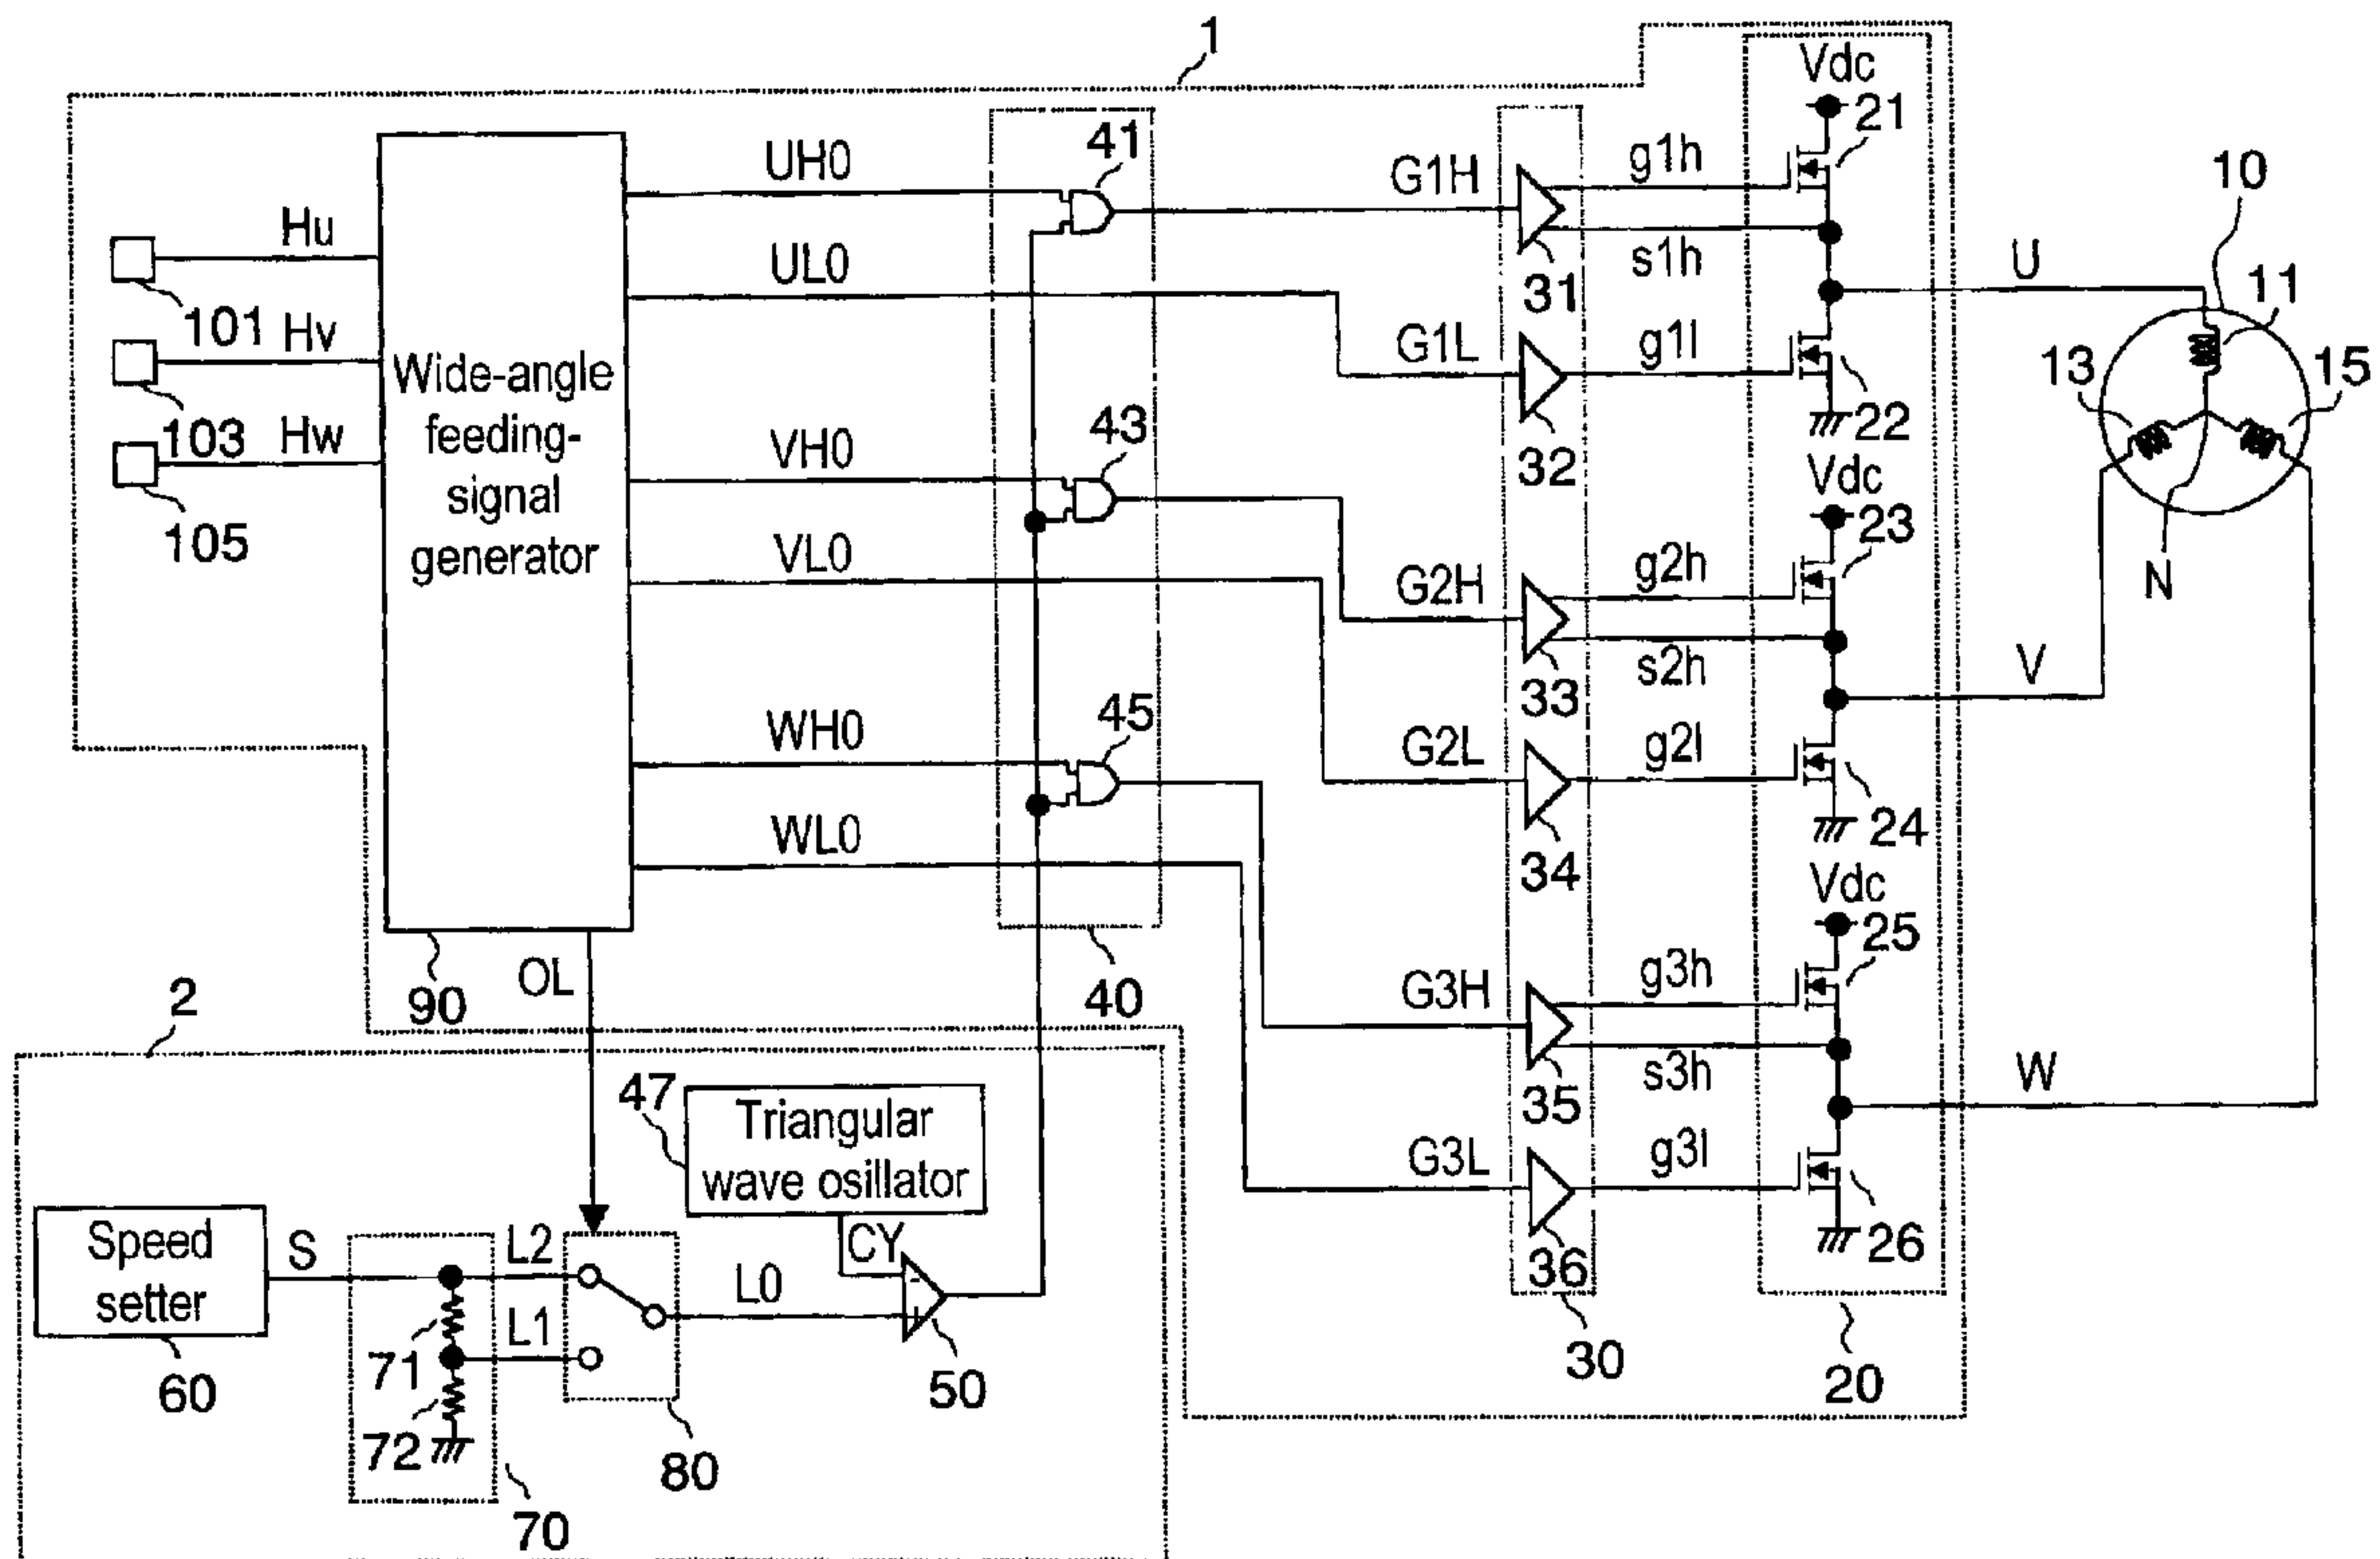 1
Vdc
21
41
UH0
G1H
g1h
10
Hu
s1h
U
UL0
31
11
101
Hv
G1L
g1l
13
15
Wide-angle
feeding-
signal
generator
22
103
Hw
43
32
VH0
Vdc
23
105
VL0
G2H
g2h
N
s2h
V
33
45
WH0
G2L
g2l
WL0
34
24
Vdc
25
OL
90
40
G3H
g3h
2
s3h
W
47
Triangular
wave osillator
35
G3L
g3l
Speed
setter
S
L2
CY
-
36
26
L0
+
L1
71
60
50
30
20
72
80
70